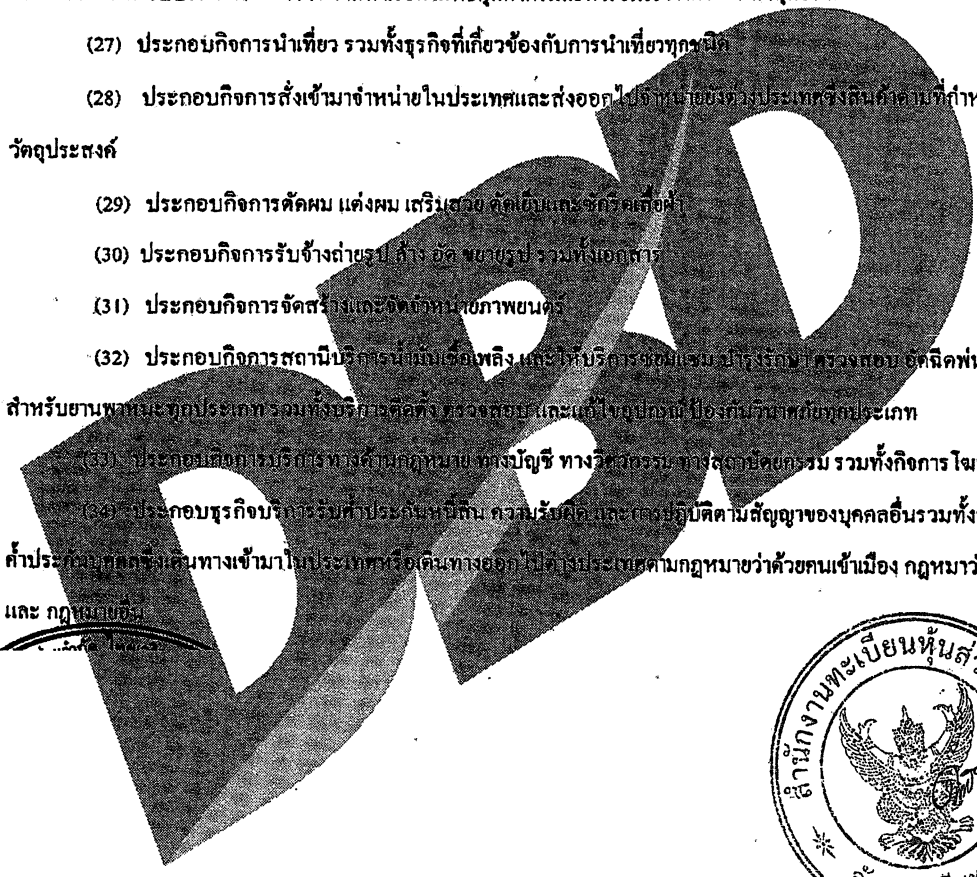 (27) ประกอบกิจการนำเที่ยว รวมทั้งธุรกิจที่เกี่ยวข้องกับการนำเที่ยวทุกชนิด
(28) ประกอบกิจการสั่งเข้ามาจำหน่ายในประเทศและส่งออกไปจำหน่ายยังต่างประเทศซึ่งสินค้าตามที่กำห
วัตถุประสงค์
(29) ประกอบกิจการตัดผม แต่งผม เสริมสวย ตัดเย็บและซักรีดเสื้อผ้า
(30) ประกอบกิจการรับจ้างถ่ายรูป ล้าง อัด ขยายรูป รวมทั้งเอกสาร
(31) ประกอบกิจการจัดสร้างและจัดจำหน่ายภาพยนตร์
(32) ประกอบกิจการสถานีบริการน้ำมันเชื้อเพลิง และให้บริการซ่อมแซม บำรุงรักษา ตรวจสอบ อัดฉีดพ่น
สำหรับยานพาหนะทุกประเภท รวมทั้งบริการติดตั้ง ตรวจสอบ และแก้ไขอุปกรณ์ป้องกันวินาศภัยทุกประเภท
(33) ประกอบกิจการบริการทางด้านกฎหมาย ทางบัญชี ทางวิศวกรรม ทางสถาปัตยกรรม รวมทั้งกิจการโฆ
(34) ประกอบธุรกิจบริการรับค้ำประกันหนี้สิน ความรับผิด และการปฏิบัติตามสัญญาของบุคคลอื่นรวมทั้ง
ค้ำประกันบุคคลซึ่งเดินทางเข้ามาในประเทศหรือเดินทางออกไปต่างประเทศตามกฎหมายว่าด้วยคนเข้าเมือง กฎหมาว
และ กฎหมายอื่น
DBD
สำนักงานทะเบียนหุ้นส่ว